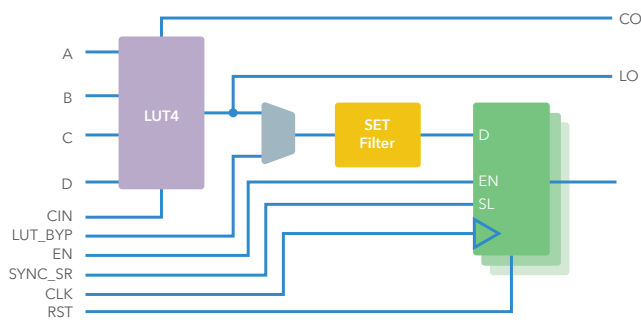 CO
A
LO
B
LUT4
SET
Filter
C
D
D
EN
CIN
SL
LUT_BYP
EN
SYNC_SR
CLK
RST